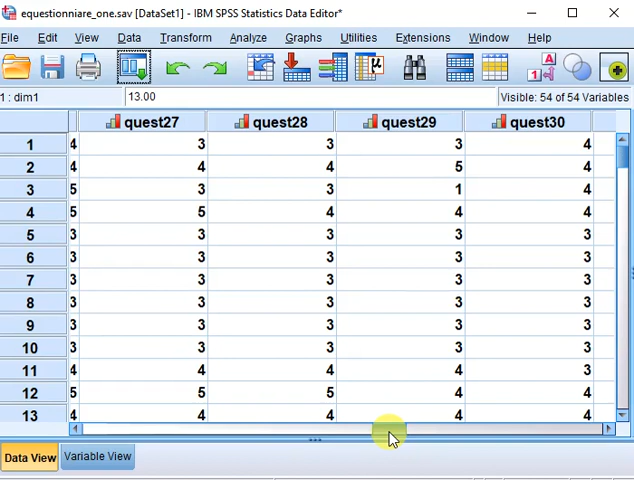 equestionniare_one.sav [DataSet1] - IBM SPSS Statistics Data Editor*
File Edit View Data Transform Analyze Graphs Utilities Extensions Window Help
1 : dim1 13.00 Visible: 54 of 54 Variables
quest27 quest28 quest29 quest30
1 4 3 3 3 4
2 4 4 4 5 4
3 5 3 3 1 4
4 5 5 4 4 4
5 3 3 3 3 3
6 3 3 3 3 3
7 3 3 3 3 3
8 3 3 3 3 3
9 3 3 3 3 3
10 3 3 3 3 3
11 4 4 4 4 3
12 5 5 5 4 4
13 4 4 4 4 4
Data View Variable View